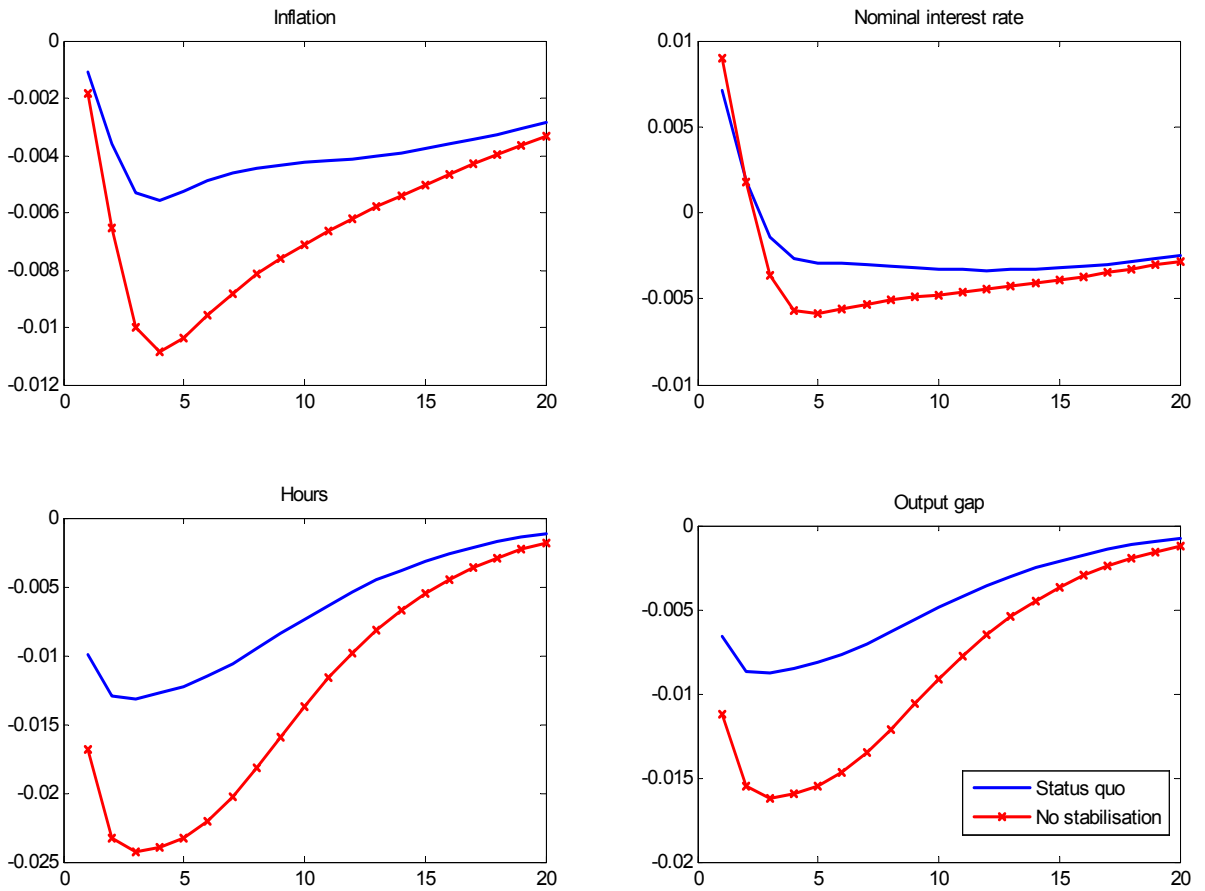 Inflation
0
-0.002
-0.004
-0.006
-0.008
-0.01
-0.012
0 5 10 15 20
Nominal interest rate
0.01
0.005
0
-0.005
-0.01
0 5 10 15 20
Hours
0
-0.005
-0.01
-0.015
-0.02
-0.025
0 5 10 15 20
Output gap
0
-0.005
-0.01
-0.015
-0.02
0 5 10 15 20
Status quo
No stabilisation